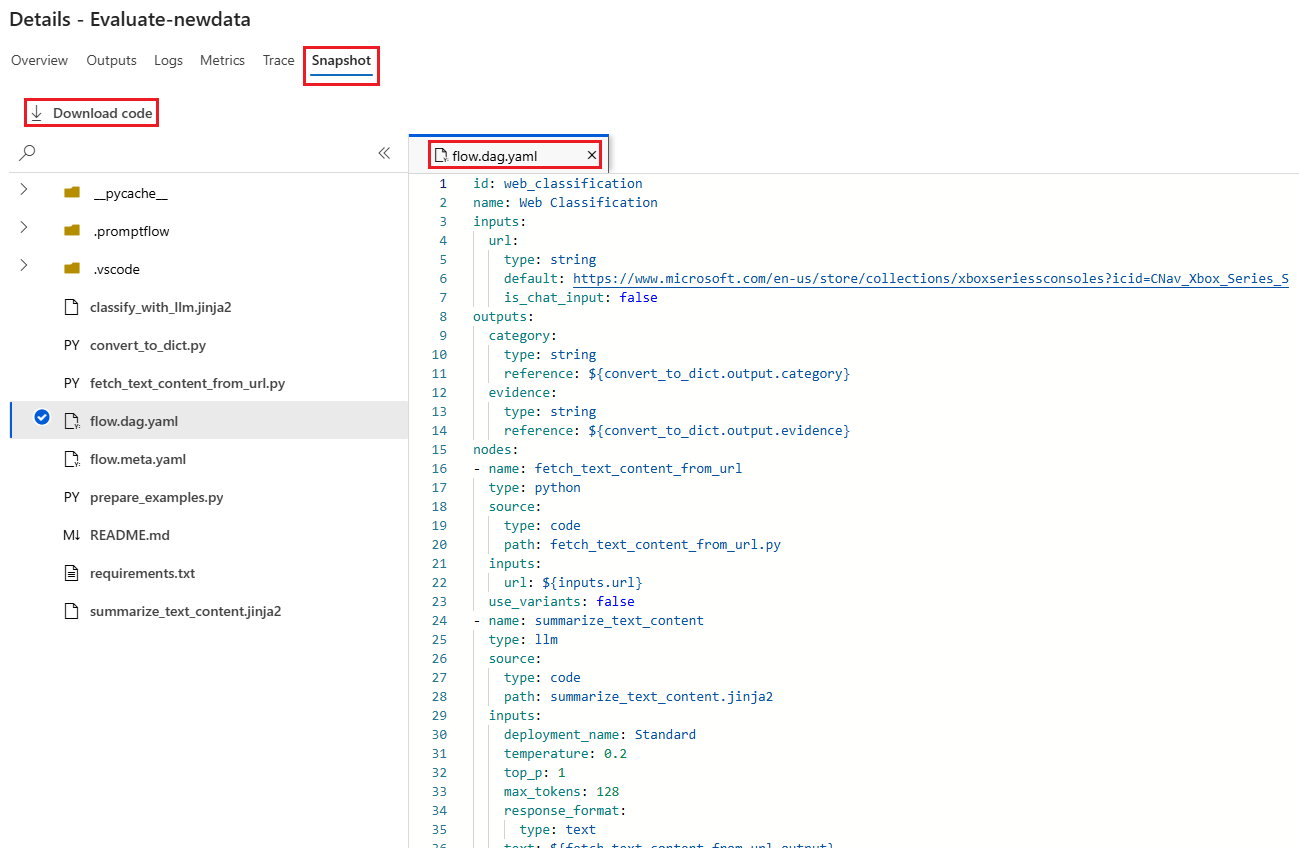 Details - Evaluate-newdata
Overview Outputs Logs Metrics Trace Snapshot
Download code
__pycache__
.promptflow
.vscode
classify_with_llm.jinja2
PY convert_to_dict.py
PY fetch_text_content_from_url.py
flow.dag.yaml
flow.meta.yaml
PY prepare_examples.py
M↓ README.md
requirements.txt
summarize_text_content.jinja2
flow.dag.yaml
1 id: web_classification
2 name: Web Classification
3 inputs:
4   url:
5     type: string
6     default: https://www.microsoft.com/en-us/store/collections/xboxseriessconsoles?icid=CNav_Xbox_Series_S
7     is_chat_input: false
8 outputs:
9   category:
10     type: string
11     reference: ${convert_to_dict.output.category}
12   evidence:
13     type: string
14     reference: ${convert_to_dict.output.evidence}
15 nodes:
16 - name: fetch_text_content_from_url
17   type: python
18   source:
19     type: code
20     path: fetch_text_content_from_url.py
21   inputs:
22     url: ${inputs.url}
23   use_variants: false
24 - name: summarize_text_content
25   type: llm
26   source:
27     type: code
28     path: summarize_text_content.jinja2
29   inputs:
30     deployment_name: Standard
31     temperature: 0.2
32     top_p: 1
33     max_tokens: 128
34     response_format:
35       type: text
36     text: ${fetch_text_content_from_url.output}